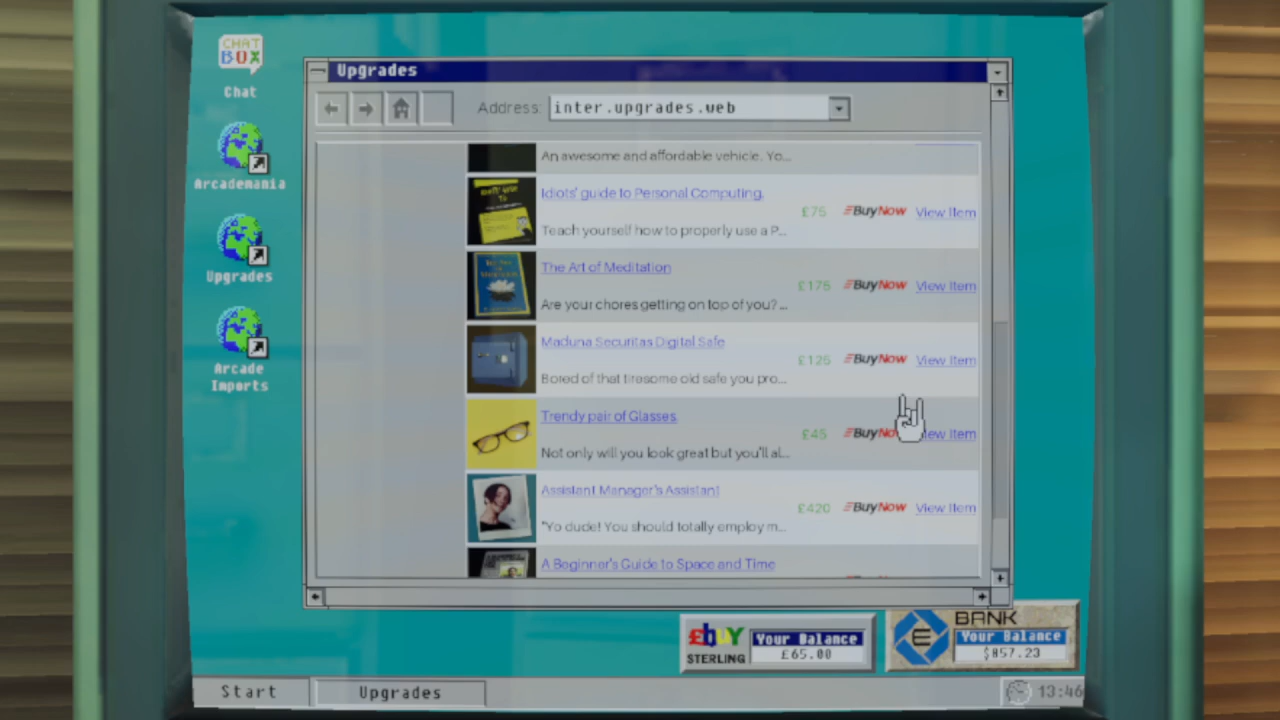 CHAT
BOX
Chat
Arcademania
Upgrades
Arcade
Imports
Upgrades
Address: inter.upgrades.web
An awesome and affordable vehicle. Yo...
Idiots' guide to Personal Computing.
£75 BuyNow View Item
Teach yourself how to properly use a P...
The Art of Meditation
£175 BuyNow View Item
Are your chores getting on top of you? ...
Maduna Securitas Digital Safe
£125 BuyNow View Item
Bored of that tiresome old safe you pro...
Trendy pair of Glasses
£45 BuyNow View Item
Not only will you look great but you'll al...
Assistant Manager's Assistant
£420 BuyNow View Item
"Yo dude! You should totally employ m...
A Beginner's Guide to Space and Time
ebuy
STERLING
Your Balance
£65.00
E
BANK
Your Balance
$857.23
Start
Upgrades
13:46